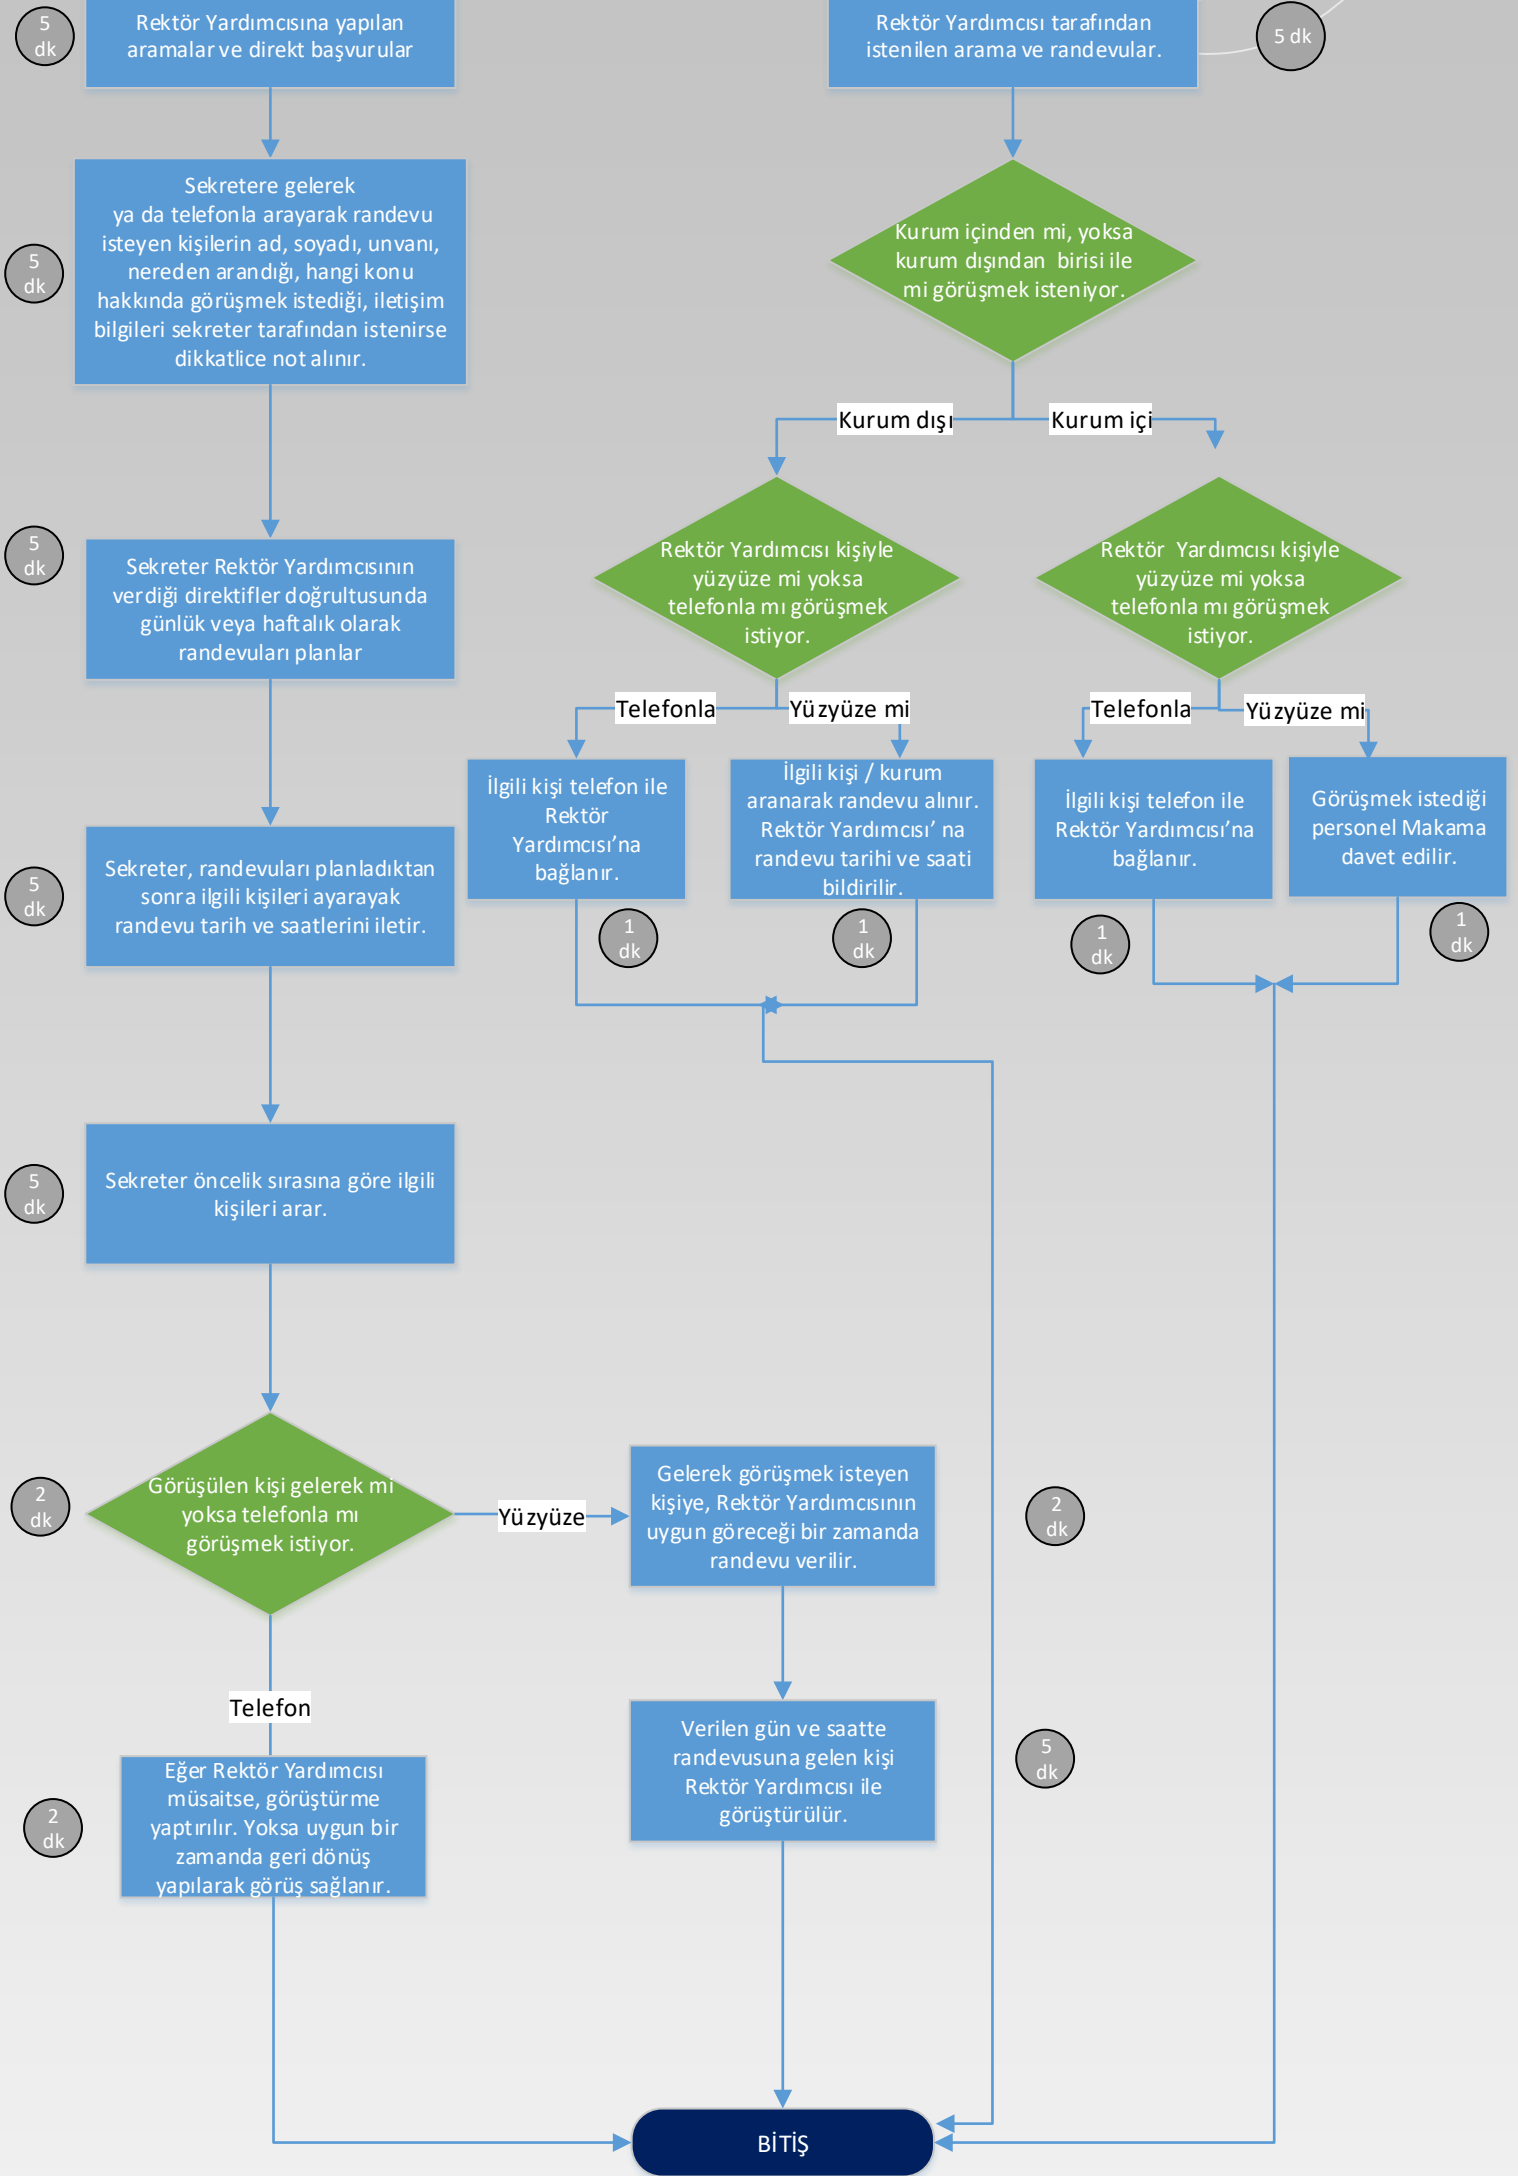 5
dk
Rektör Yardımcısına yapılan
aramalar ve direkt başvurular
Rektör Yardımcısı tarafından
istenilen arama ve randevular.
5 dk
5
dk
Sekretere gelerek
ya da telefonla arayarak randevu
isteyen kişilerin ad, soyadı, unvanı,
nereden arandığı, hangi konu
hakkında görüşmek istediği, iletişim
bilgileri sekreter tarafından istenirse
dikkatlice not alınır.
Kurum içinden mi, yoksa
kurum dışından birisi ile
mi görüşmek isteniyor.
Kurum dışı
Kurum içi
5
dk
Sekreter Rektör Yardımcısının
verdiği direktifler doğrultusunda
günlük veya haftalık olarak
randevuları planlar
Rektör Yardımcısı kişiyle
yüzyüze mi yoksa
telefonla mı görüşmek
istiyor.
Rektör Yardımcısı kişiyle
yüzyüze mi yoksa
telefonla mı görüşmek
istiyor.
Telefonla
Yüzyüze mi
Telefonla
Yüzyüze mi
5
dk
Sekreter, randevuları planladıktan
sonra ilgili kişileri ayarayak
randevu tarih ve saatlerini iletir.
İlgili kişi telefon ile
Rektör
Yardımcısı’na
bağlanır.
İlgili kişi / kurum
aranarak randevu alınır.
Rektör Yardımcısı’ na
randevu tarihi ve saati
bildirilir.
İlgili kişi telefon ile
Rektör Yardımcısı’na
bağlanır.
Görüşmek istediği
personel Makama
davet edilir.
1
dk
1
dk
1
dk
1
dk
5
dk
Sekreter öncelik sırasına göre ilgili
kişileri arar.
2
dk
Görüşülen kişi gelerek mi
yoksa telefonla mı
görüşmek istiyor.
Yüzyüze
Gelerek görüşmek isteyen
kişiye, Rektör Yardımcısının
uygun göreceği bir zamanda
randevu verilir.
2
dk
Telefon
Verilen gün ve saatte
randevusuna gelen kişi
Rektör Yardımcısı ile
görüştürülür.
5
dk
2
dk
Eğer Rektör Yardımcısı
müsaitse, görüştürme
yaptırılır. Yoksa uygun bir
zamanda geri dönüş
yapılarak görüş sağlanır.
BİTİŞ